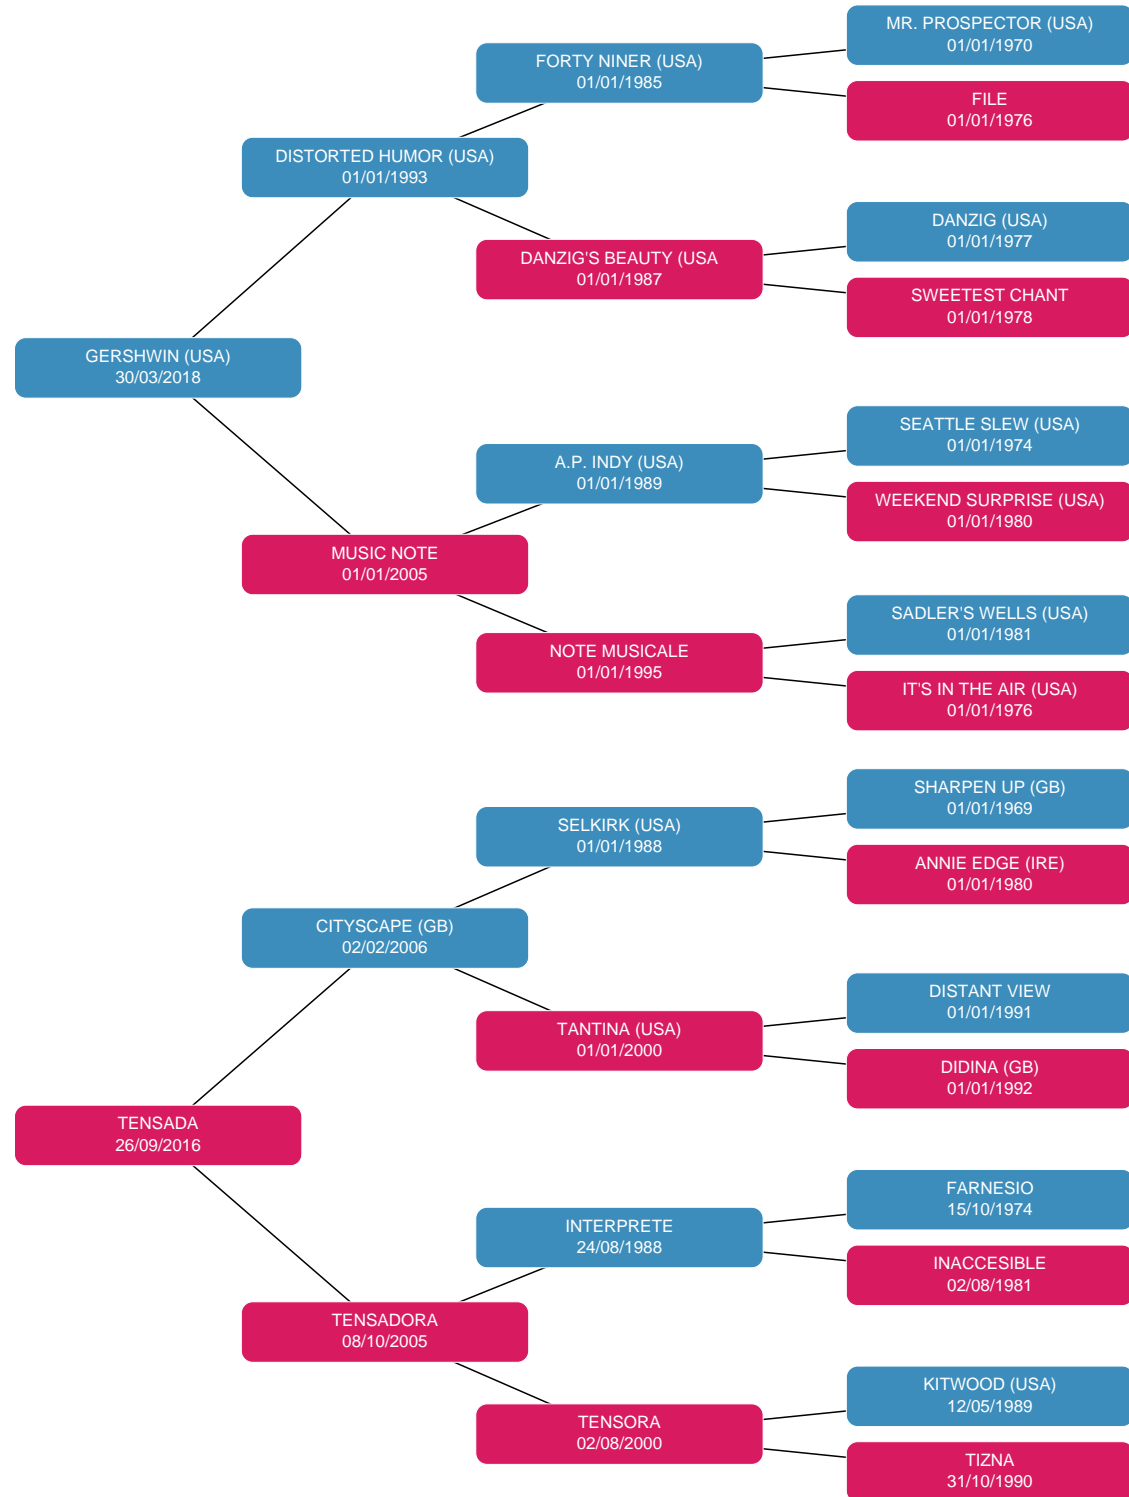 MR. PROSPECTOR (USA)
01/01/1970
FORTY NINER (USA)
01/01/1985
FILE
01/01/1976
DISTORTED HUMOR (USA)
01/01/1993
DANZIG (USA)
01/01/1977
DANZIG'S BEAUTY (USA
01/01/1987
SWEETEST CHANT
01/01/1978
GERSHWIN (USA)
30/03/2018
SEATTLE SLEW (USA)
01/01/1974
A.P. INDY (USA)
01/01/1989
WEEKEND SURPRISE (USA)
01/01/1980
MUSIC NOTE
01/01/2005
SADLER'S WELLS (USA)
01/01/1981
NOTE MUSICALE
01/01/1995
IT'S IN THE AIR (USA)
01/01/1976
SHARPEN UP (GB)
01/01/1969
SELKIRK (USA)
01/01/1988
ANNIE EDGE (IRE)
01/01/1980
CITYSCAPE (GB)
02/02/2006
DISTANT VIEW
01/01/1991
TANTINA (USA)
01/01/2000
DIDINA (GB)
01/01/1992
TENSADA
26/09/2016
FARNESIO
15/10/1974
INTERPRETE
24/08/1988
INACCESIBLE
02/08/1981
TENSADORA
08/10/2005
KITWOOD (USA)
12/05/1989
TENSORA
02/08/2000
TIZNA
31/10/1990